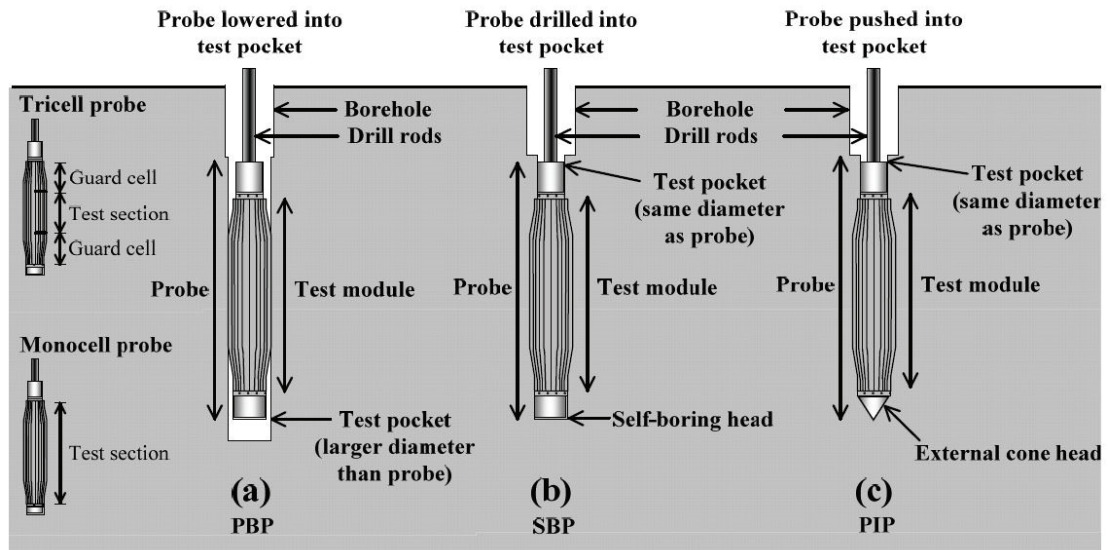 Probe lowered into
test pocket
Probe drilled into
test pocket
Probe pushed into
test pocket
Tricell probe
Guard cell
Test section
Guard cell
Monocell probe
Test section
Borehole
Drill rods
Probe
Test module
Test pocket
(larger diameter
than probe)
(a)
PBP
Borehole
Drill rods
Test pocket
(same diameter
as probe)
Probe
Test module
Self-boring head
(b)
SBP
Test pocket
(same diameter
as probe)
Probe
Test module
External cone head
(c)
PIP